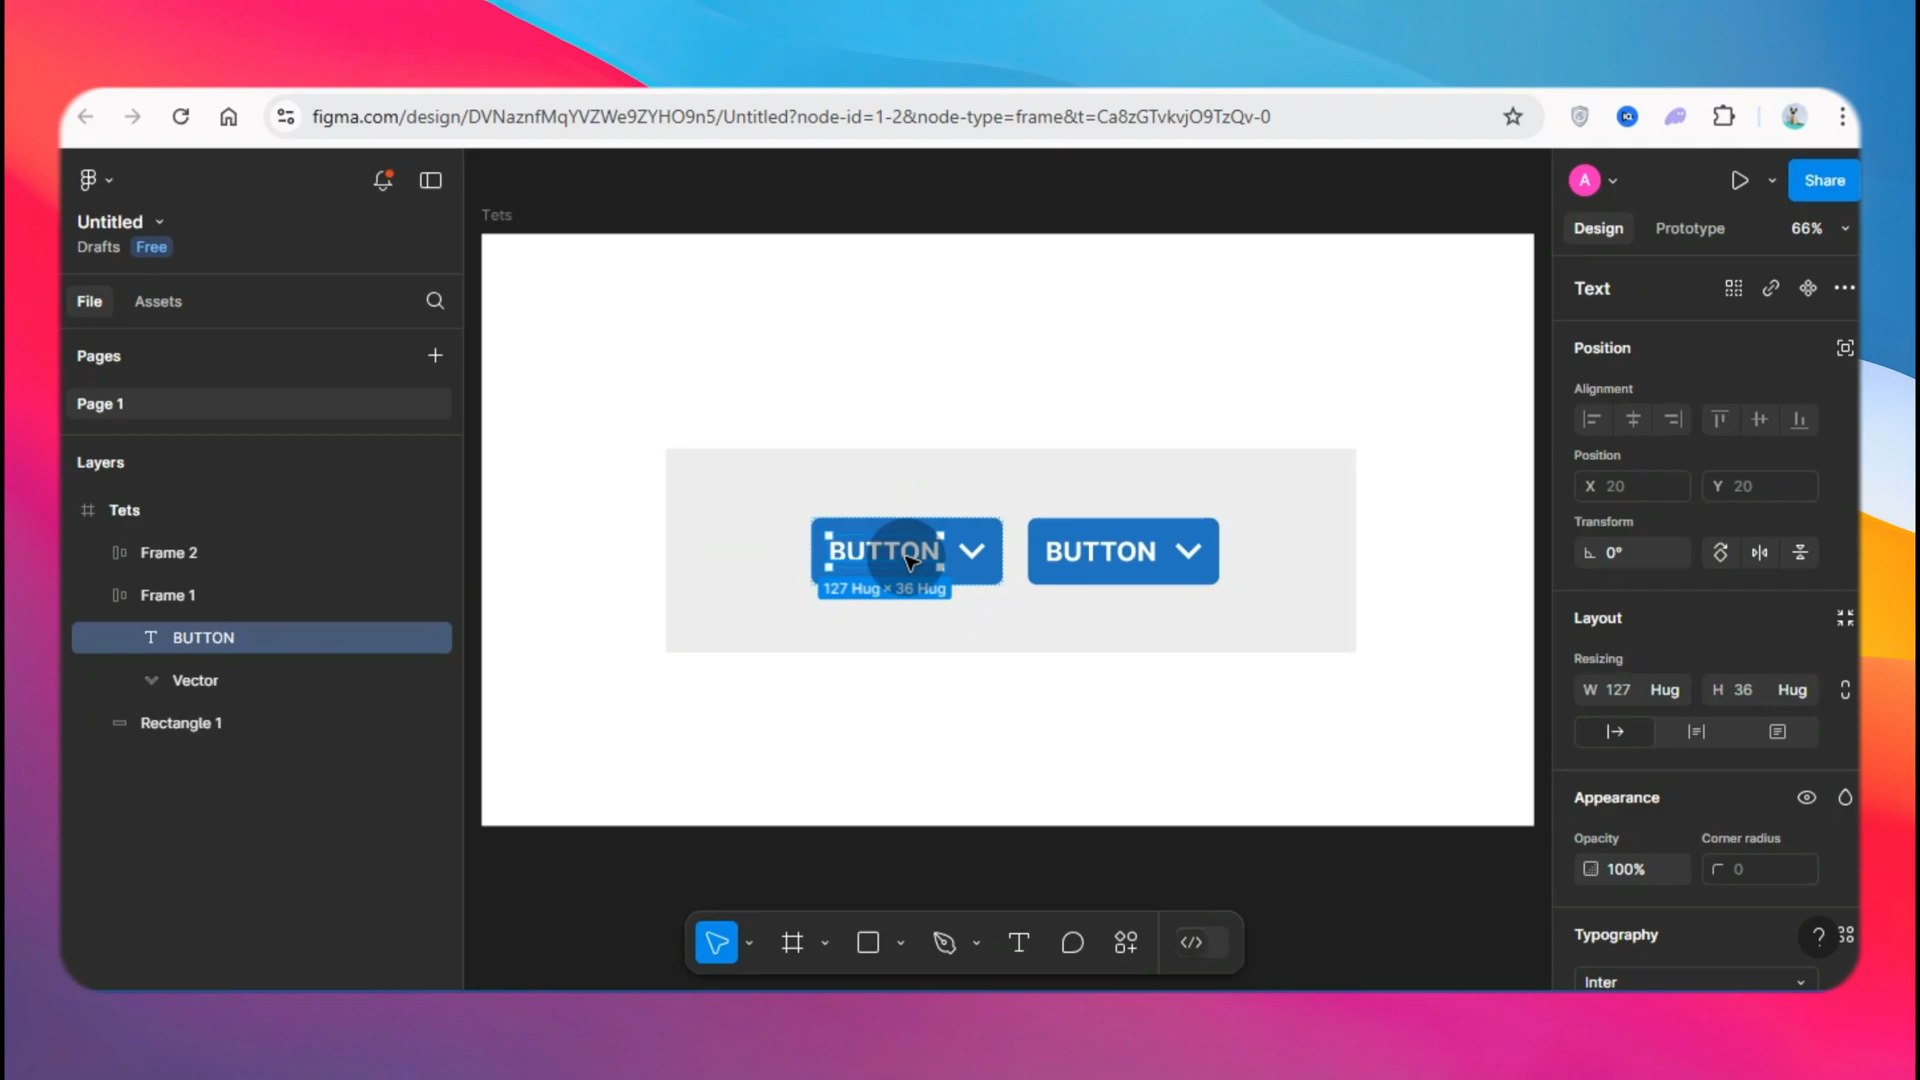 figma.com/design/DVNaznfMqYVZWe9ZYHO9n5/Untitled?node-id=1-2&node-type=frame&t=Ca8zGTvkvjO9TzQv-0
Untitled
Drafts Free
File Assets
Pages
Page 1
Layers
Tets
Frame 2
Frame 1
BUTTON
Vector
Rectangle 1
Tets
BUTTON BUTTON
127 Hug × 36 Hug
A Share
Design Prototype 66%
Text
Position
Alignment
Position
X 20 Y 20
Transform
0°
Layout
Resizing
W 127 Hug H 36 Hug
Appearance
Opacity Corner radius
100% 0
Typography ?
Inter